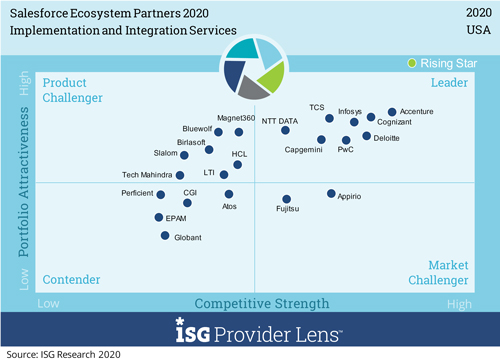 Salesforce Ecosystem Partners 2020
Implementation and Integration Services
2020
USA
Rising Star
Product
Challenger
Leader
High
Portfolio Attractiveness
Low
Magnet360
Bluewolf
Birlasoft
Slalom
HCL
Tech Mahindra
LTI
NTT DATA
TCS
Infosys
Accenture
Cognizant
Capgemini
PwC
Deloitte
Perficient
CGI
Atos
EPAM
Globant
Fujitsu
Appirio
Contender
Market
Challenger
Low
Competitive Strength
High
ISG Provider Lens™
Source: ISG Research 2020